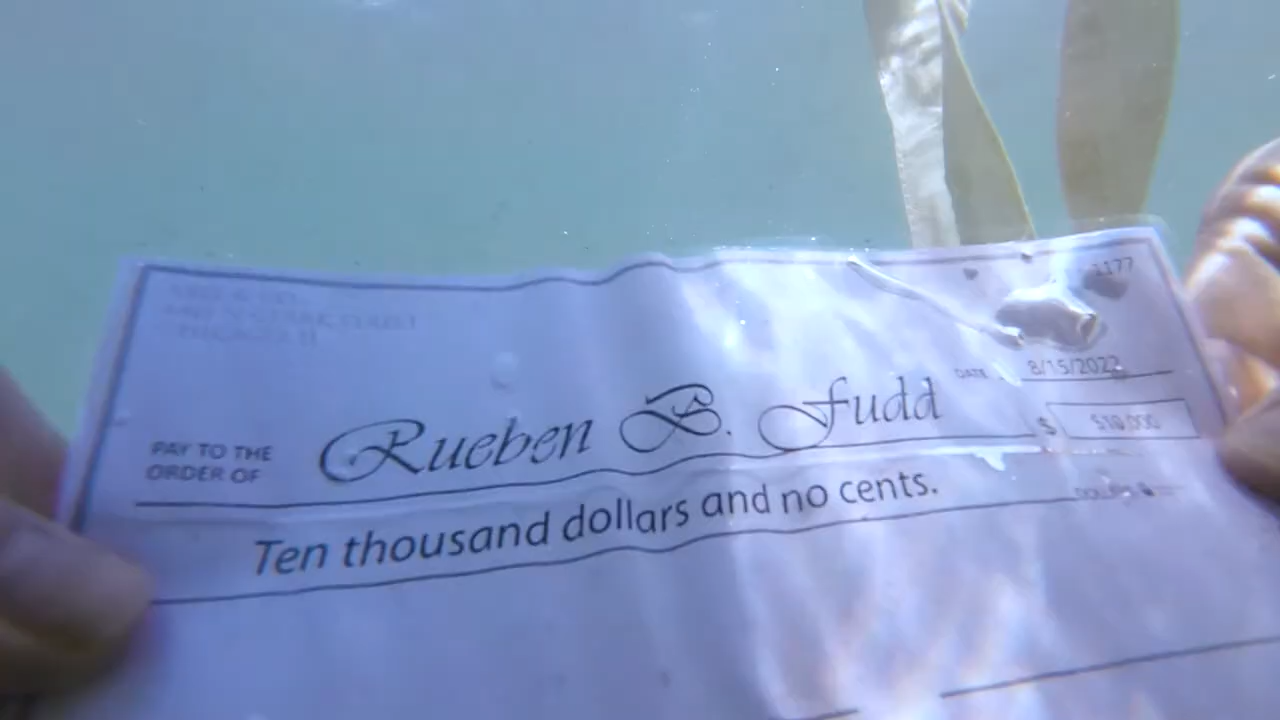 1177
DATE 8/15/2022
PAY TO THE
ORDER OF
Rueben B. Fudd
$ $10,000
Ten thousand dollars and no cents.
DOLLARS